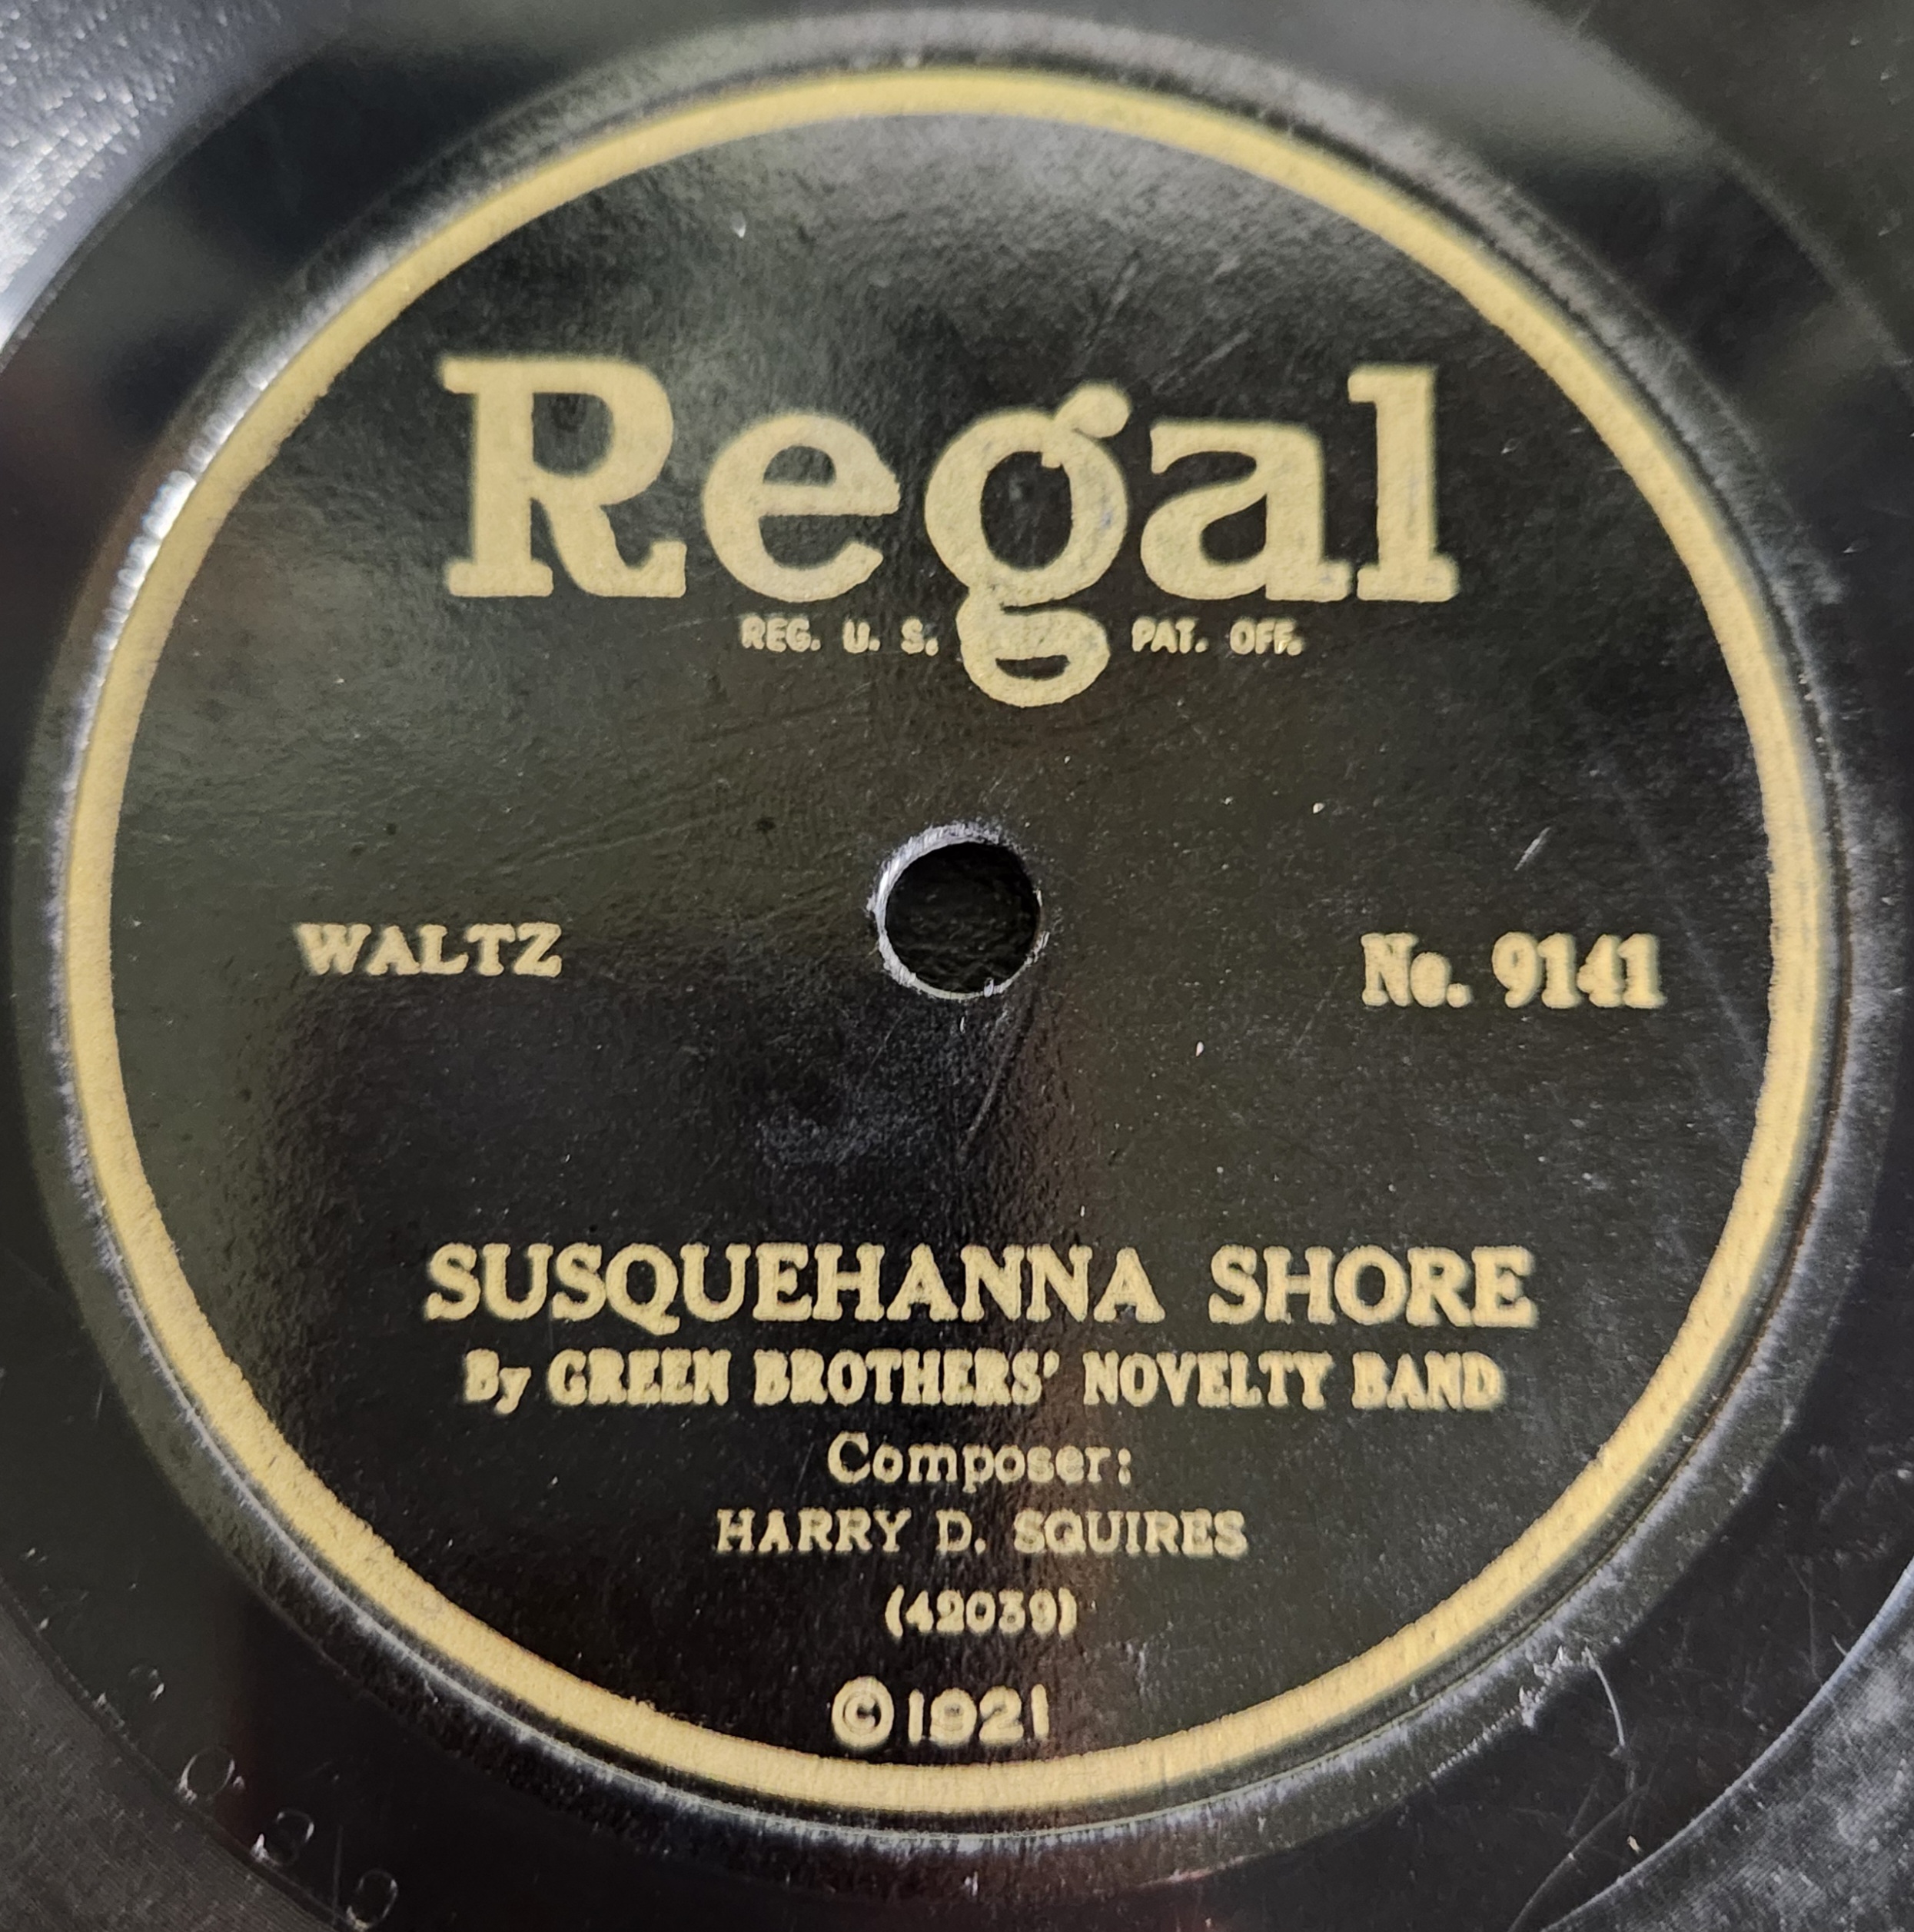 Regal
REG. U. S. PAT. OFF.
WALTZ
No. 9141
SUSQUEHANNA SHORE
By GREEN BROTHERS' NOVELTY BAND
Composer:
HARRY D. SQUIRES
(42039)
©1921